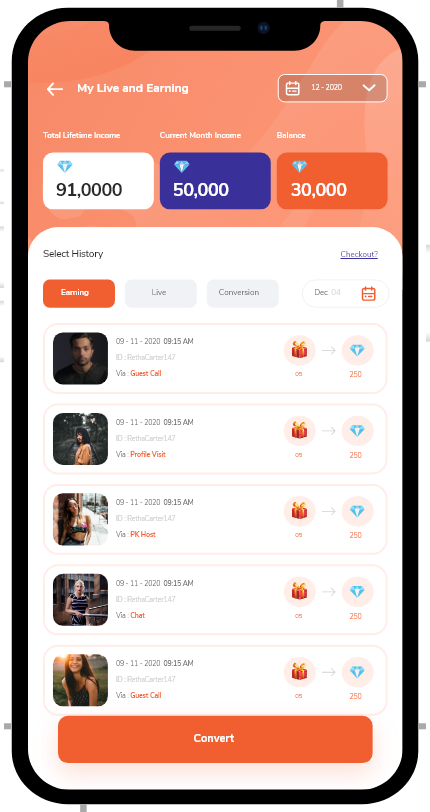 My Live and Earning
12 - 2020
Total Lifetime Income
Current Month Income
Balance
91,0000
50,000
30,000
Select History
Checkout?
Earning
Live
Conversion
Dec 04
09 - 11 - 2020 09:15 AM
ID : RethaCarter147
Via : Guest Call
05
250
09 - 11 - 2020 09:15 AM
ID : RethaCarter147
Via : Profile Visit
05
250
09 - 11 - 2020 09:15 AM
ID : RethaCarter147
Via : PK Host
05
250
09 - 11 - 2020 09:15 AM
ID : RethaCarter147
Via : Chat
05
250
09 - 11 - 2020 09:15 AM
ID : RethaCarter147
Via : Guest Call
05
250
Convert